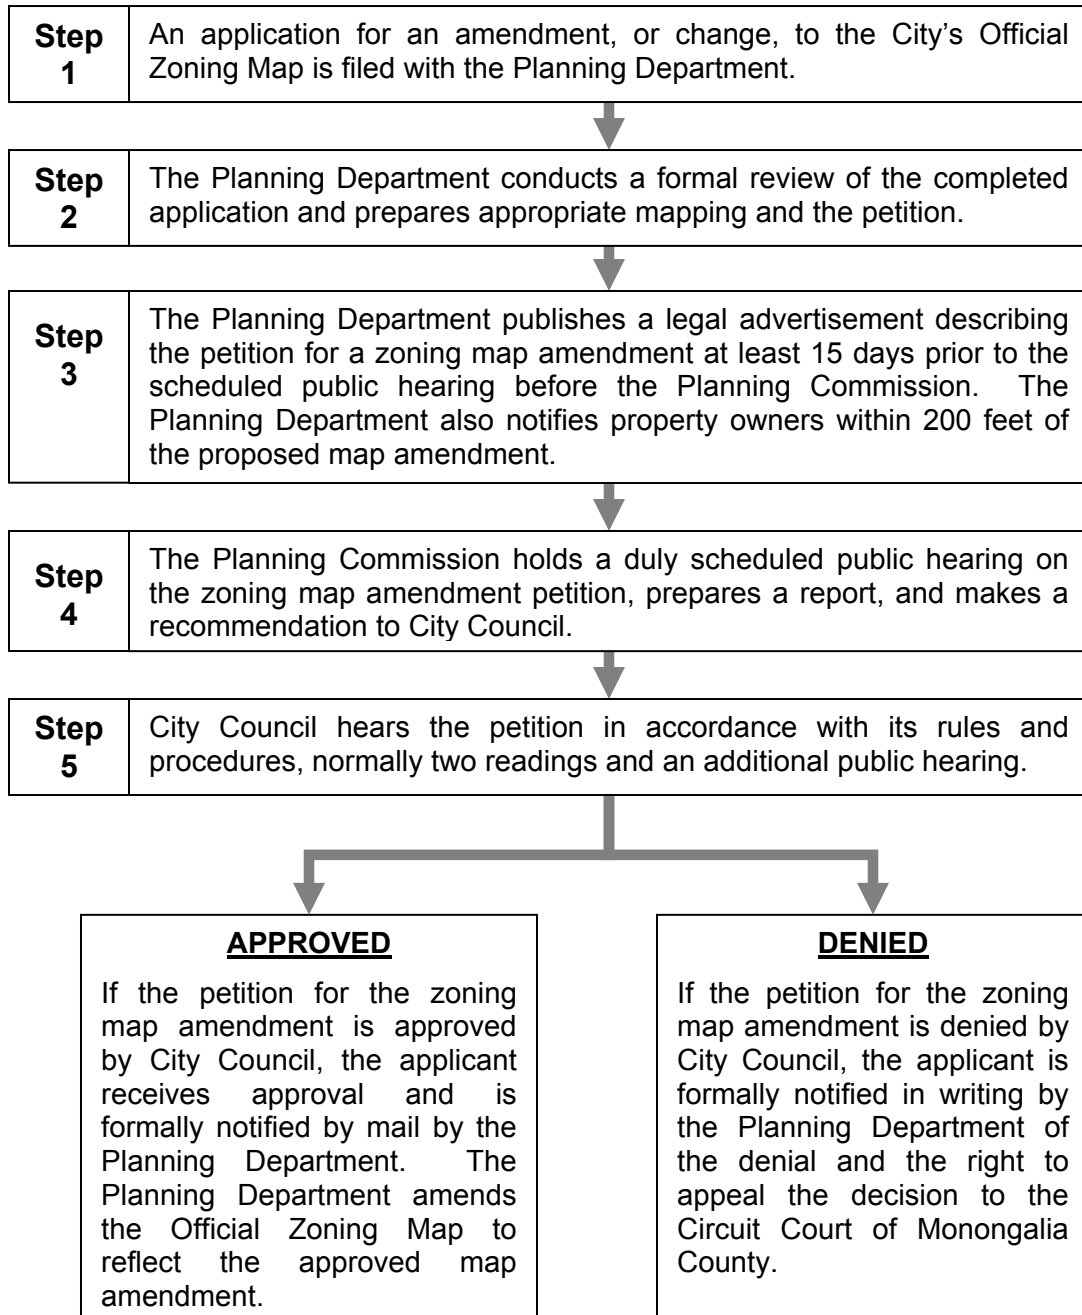 Step
1
An application for an amendment, or change, to the City's Official
Zoning Map is filed with the Planning Department.
Step
2
The Planning Department conducts a formal review of the completed
application and prepares appropriate mapping and the petition.
Step
3
The Planning Department publishes a legal advertisement describing
the petition for a zoning map amendment at least 15 days prior to the
scheduled public hearing before the Planning Commission. The
Planning Department also notifies property owners within 200 feet of
the proposed map amendment.
Step
4
The Planning Commission holds a duly scheduled public hearing on
the zoning map amendment petition, prepares a report, and makes a
recommendation to City Council.
Step
5
City Council hears the petition in accordance with its rules and
procedures, normally two readings and an additional public hearing.
APPROVED
If the petition for the zoning
map amendment is approved
by City Council, the applicant
receives approval and is
formally notified by mail by the
Planning Department. The
Planning Department amends
the Official Zoning Map to
reflect the approved map
amendment.
DENIED
If the petition for the zoning
map amendment is denied by
City Council, the applicant is
formally notified in writing by
the Planning Department of
the denial and the right to
appeal the decision to the
Circuit Court of Monongalia
County.